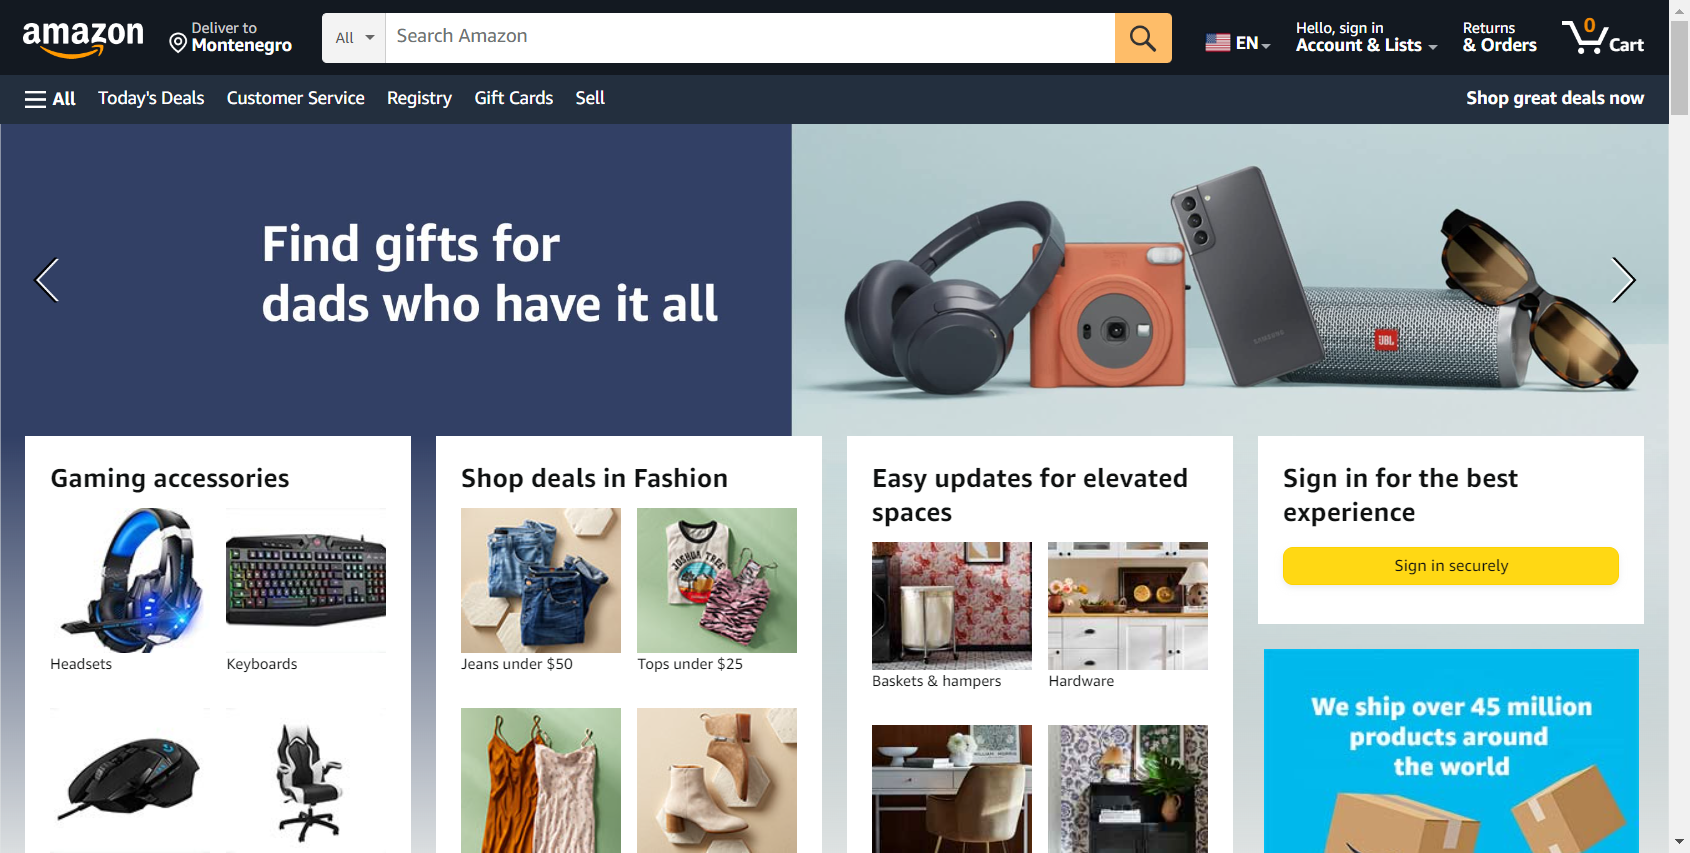 amazon
Deliver to
Montenegro
All
Search Amazon
EN
Hello, sign in
Account & Lists
Returns
& Orders
0
Cart
All
Today's Deals
Customer Service
Registry
Gift Cards
Sell
Shop great deals now
Find gifts for
dads who have it all
SAMSUNG
JBL
Gaming accessories
Headsets
Keyboards
Shop deals in Fashion
JOSHUA TREE
Jeans under $50
Tops under $25
Easy updates for elevated
spaces
Baskets & hampers
Hardware
Sign in for the best
experience
Sign in securely
We ship over 45 million
products around
the world